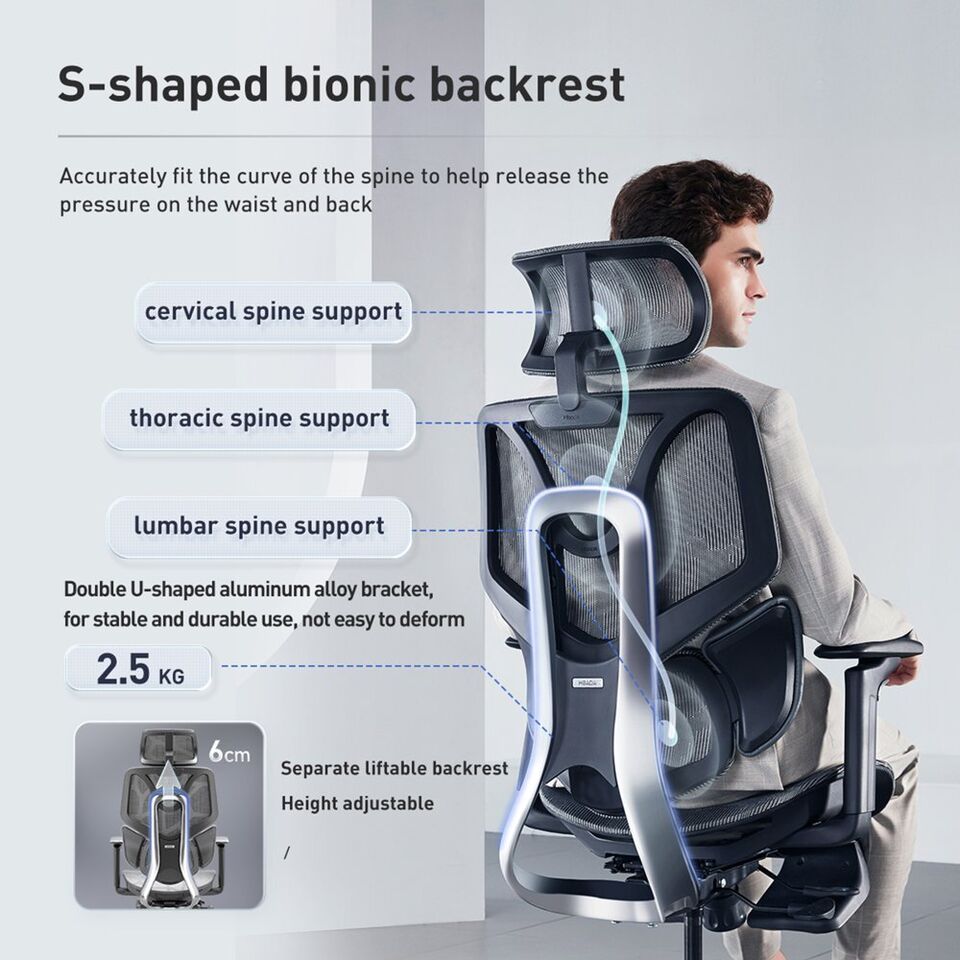 S-shaped bionic backrest
Accurately fit the curve of the spine to help release the
pressure on the waist and back
cervical spine support
thoracic spine support
lumbar spine support
Double U-shaped aluminum alloy bracket,
for stable and durable use, not easy to deform
2.5 KG
HBADA
6cm
Separate liftable backrest
Height adjustable
/